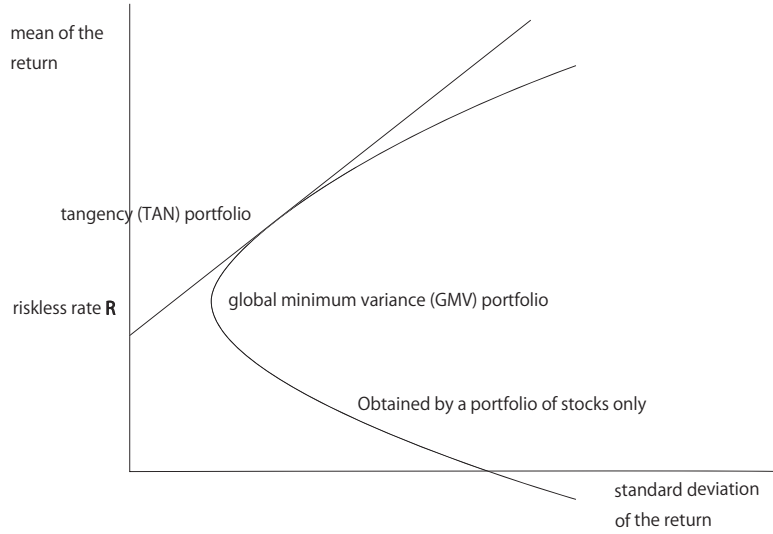 mean of the
return
tangency (TAN) portfolio
riskless rate R
global minimum variance (GMV) portfolio
Obtained by a portfolio of stocks only
standard deviation
of the return